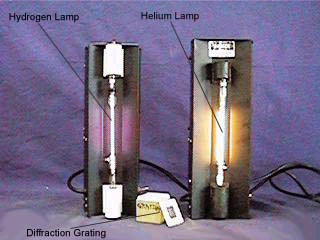 Hydrogen Lamp
Helium Lamp
Diffraction Grating